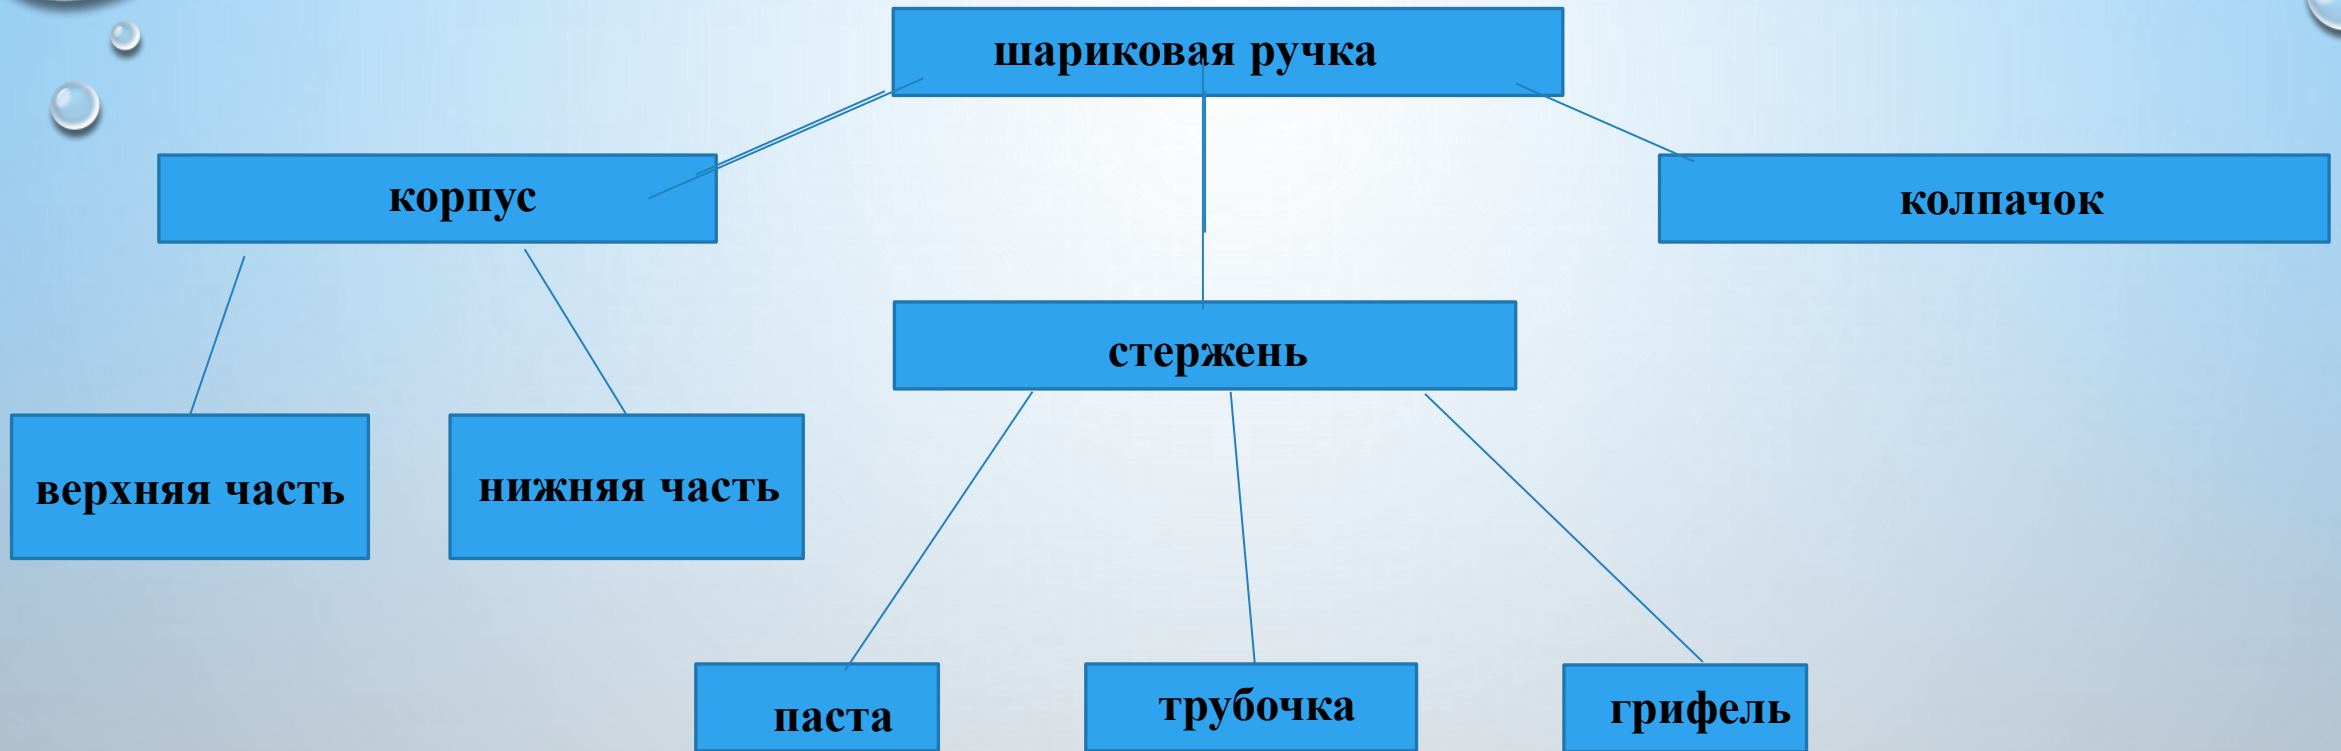 шариковая ручка
корпус
колпачок
стержень
верхняя часть
нижняя часть
паста
трубочка
грифель